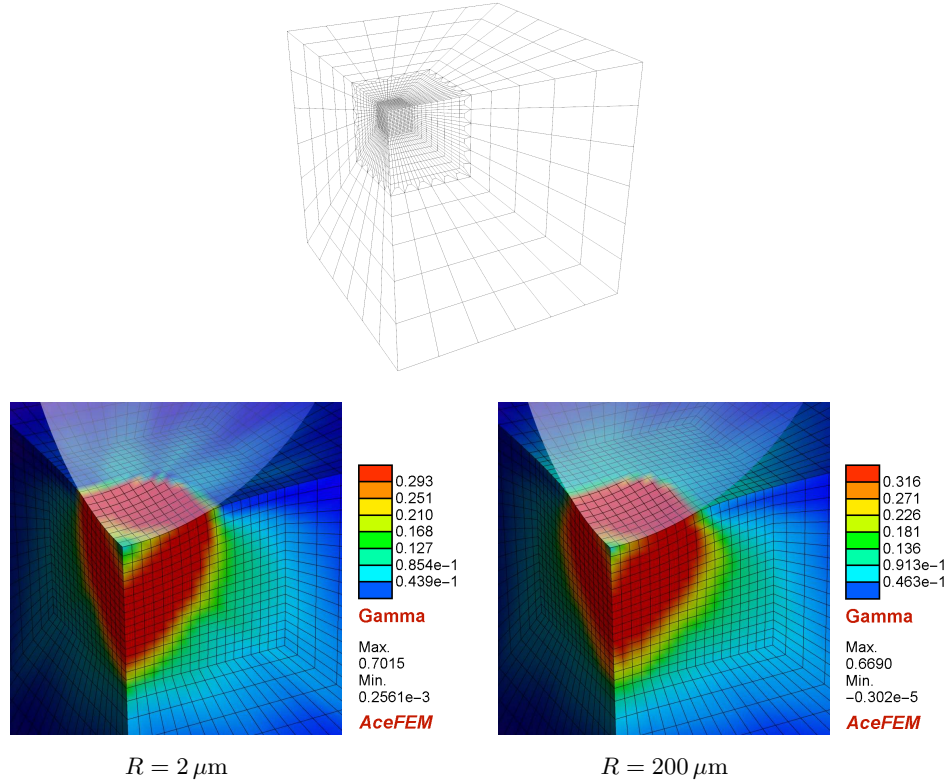 0.293
0.251
0.210
0.168
0.127
0.854e−1
0.439e−1
Gamma
Max.
0.7015
Min.
0.2561e−3
AceFEM
R = 2 μm
0.316
0.271
0.226
0.181
0.136
0.913e−1
0.463e−1
Gamma
Max.
0.6690
Min.
−0.302e−5
AceFEM
R = 200 μm